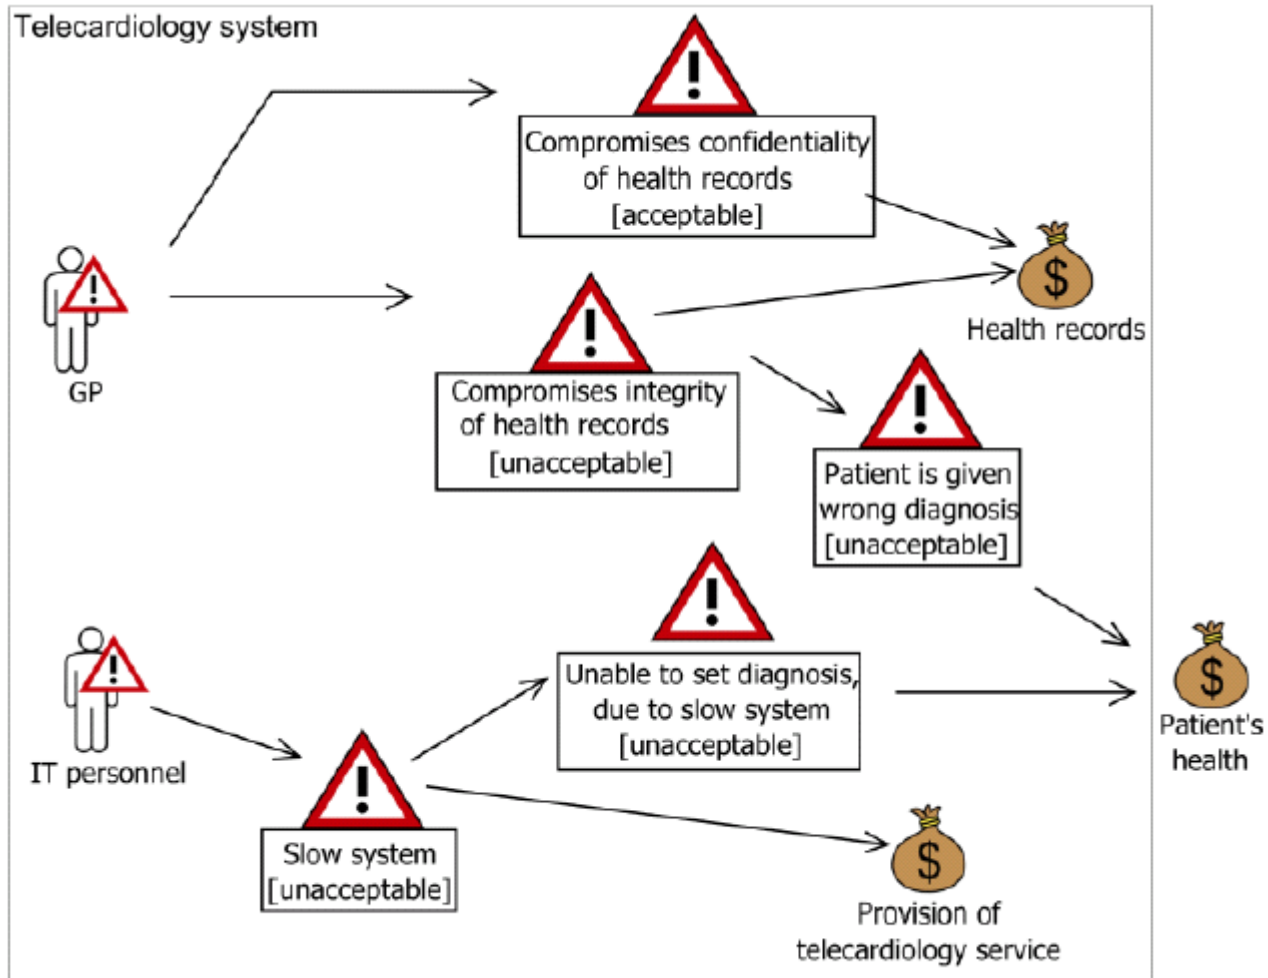 Telecardiology system
Compromises confidentiality
of health records
[acceptable]
$
Health records
GP
Compromises integrity
of health records
[unacceptable]
Patient is given
wrong diagnosis
[unacceptable]
Unable to set diagnosis,
due to slow system
[unacceptable]
$
Patient's
health
IT personnel
Slow system
[unacceptable]
$
Provision of
telecardiology service